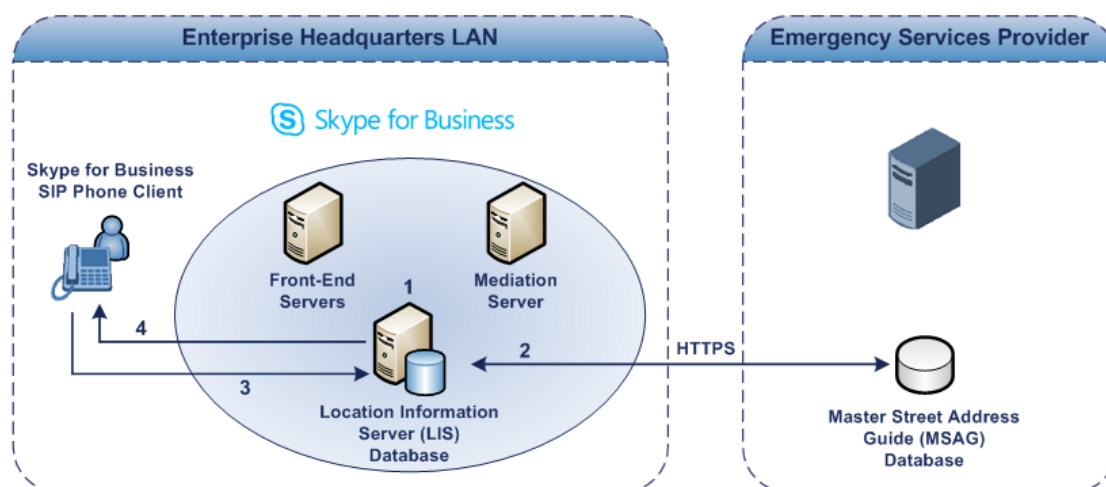 Enterprise Headquarters LAN
Emergency Services Provider
S Skype for Business
Skype for Business
SIP Phone Client
Front-End
Servers
Mediation
Server
1
4
3
2
HTTPS
Location Information
Server (LIS)
Database
Master Street Address
Guide (MSAG)
Database